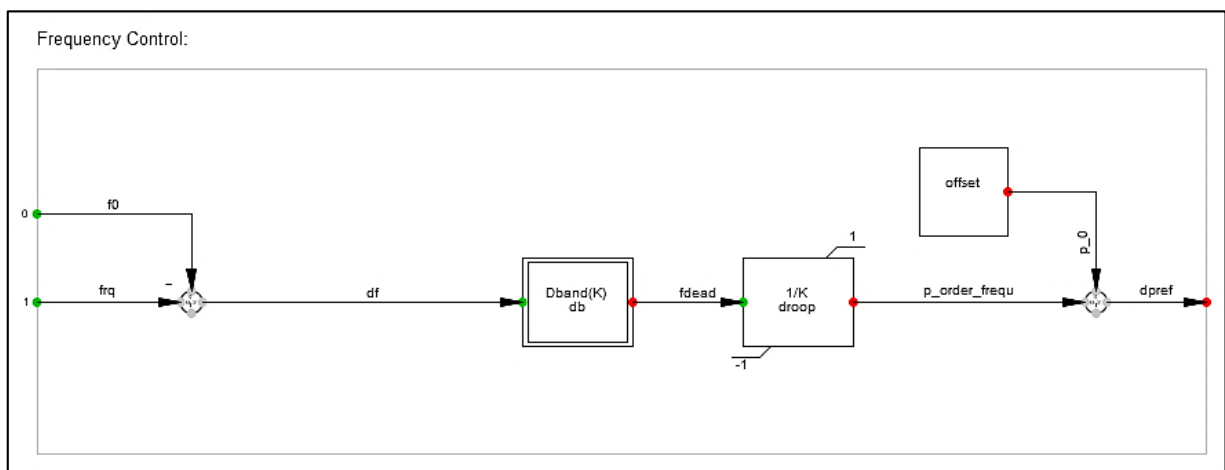 Frequency Control:
offset
0
f0
p_0
1
1
frq
–
df
Dband(K)
db
fdead
1/K
droop
p_order_frequ
dpref
-1